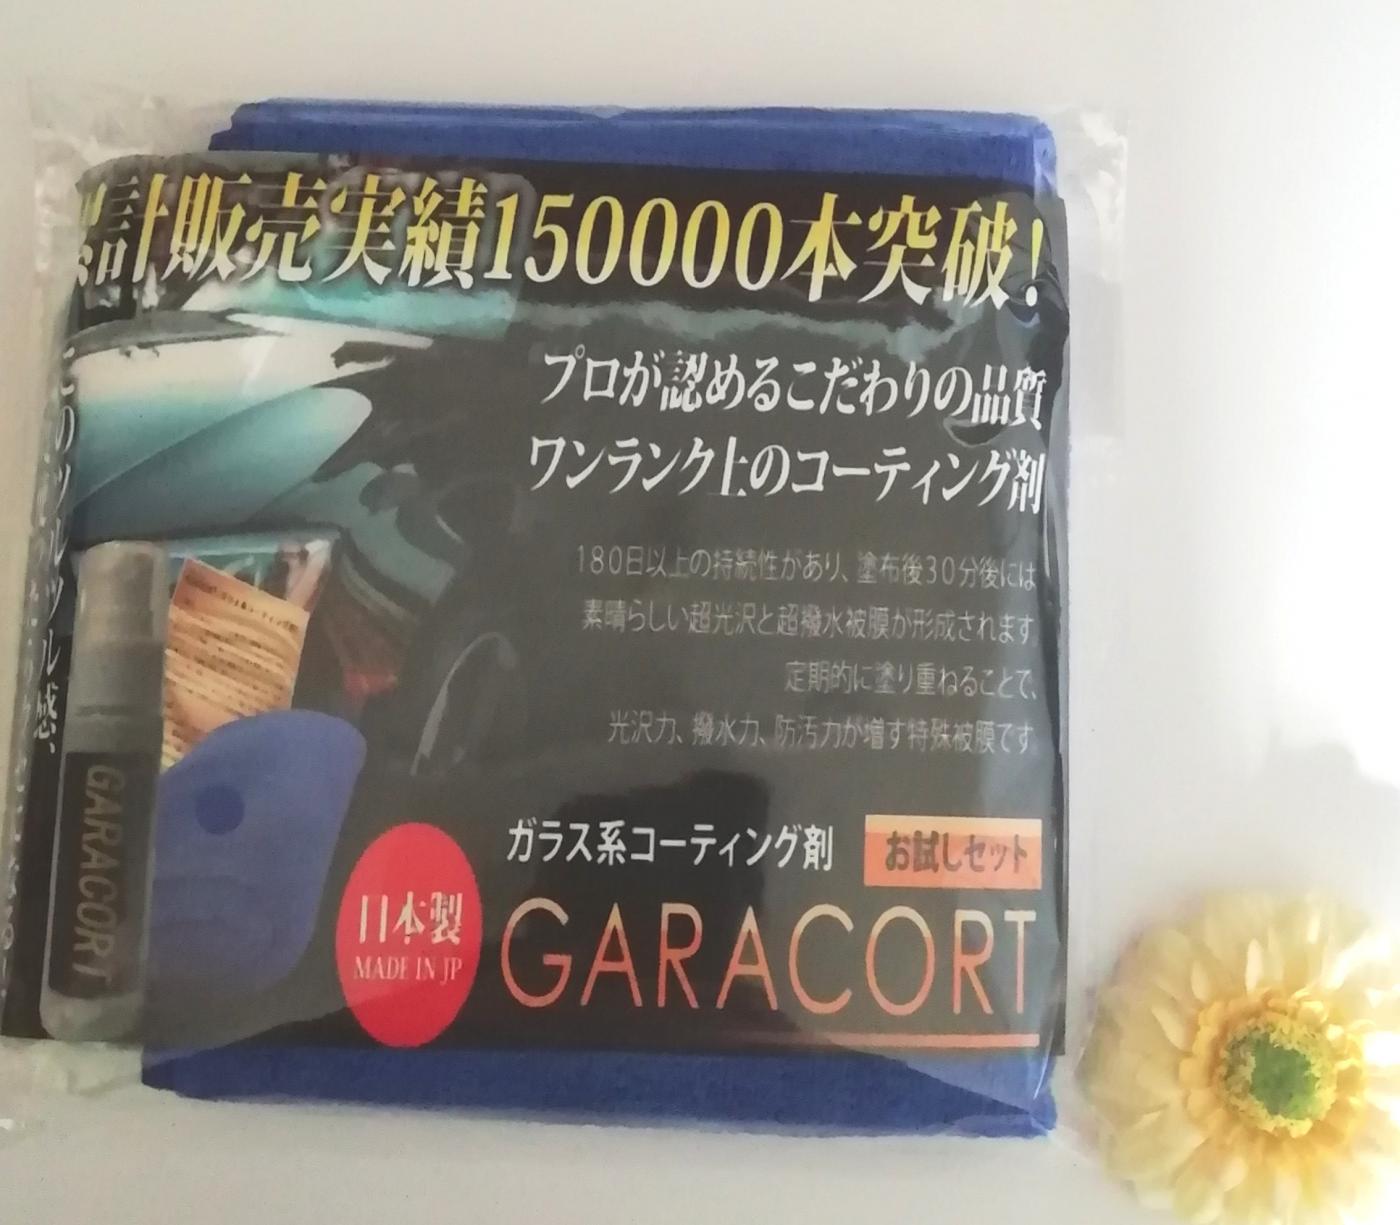 計販売実績150000本突破!
プロが認めるこだわりの品質
ワンランク上のコーティング剤
180日以上の持続性があり、塗布後30分後には
素晴らしい超光沢と超撥水被膜が形成されます
定期的に塗り重ねることで、
光沢力、撥水力、防汚力が増す特殊被膜です
ガラス系コーティング剤
お試しセット
日本製
MADE IN JP
GARACORT
このツルツル感、
GARACORT